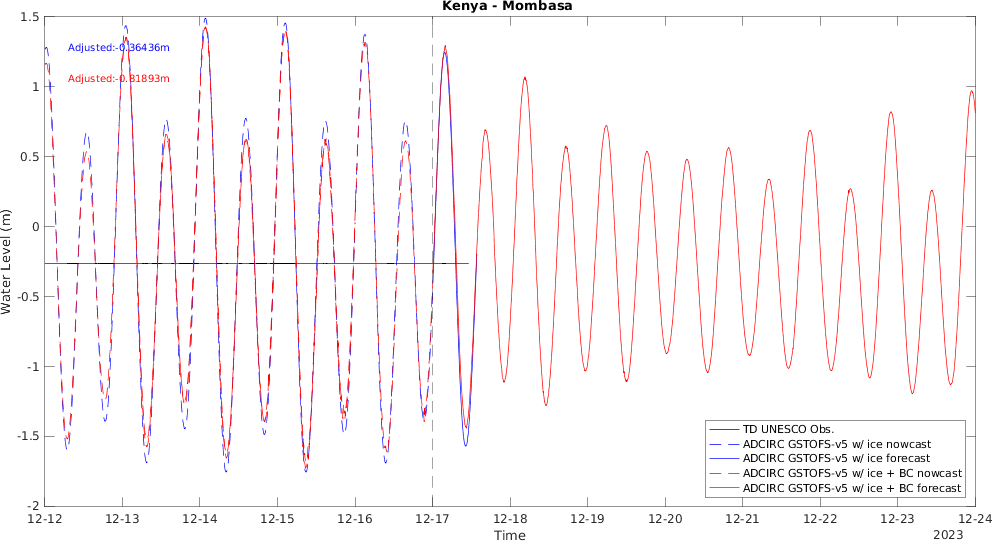 Kenya - Mombasa
Adjusted:-0.36436m
Adjusted:-0.81893m
Water Level (m)
1.5
1
0.5
0
-0.5
-1
-1.5
-2
TD UNESCO Obs.
ADCIRC GSTOFS-v5 w/ ice nowcast
ADCIRC GSTOFS-v5 w/ ice forecast
ADCIRC GSTOFS-v5 w/ ice + BC nowcast
ADCIRC GSTOFS-v5 w/ ice + BC forecast
12-12 12-13 12-14 12-15 12-16 12-17 12-18 12-19 12-20 12-21 12-22 12-23 12-24
Time
2023